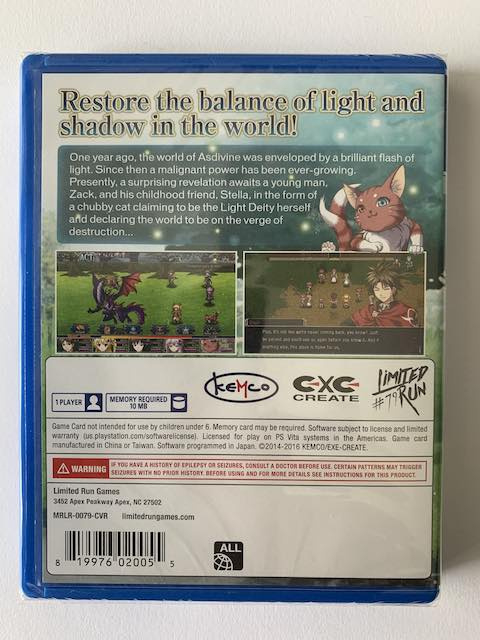 Restore the balance of light and
shadow in the world!
One year ago, the world of Asdivine was enveloped by a brilliant flash of
light. Since then a malignant power has been ever-growing.
Presently, a surprising revelation awaits a young man,
Zack, and his childhood friend, Stella, in the form of
a chubby cat claiming to be the Light Deity herself
and declaring the world to be on the verge of
destruction...
1 PLAYER
MEMORY REQUIRED
10 MB
KEMCO
EXE
CREATE
LIMITED
RUN
#79
Game Card not intended for use by children under 6. Memory card may be required. Software subject to license and limited
warranty (us.playstation.com/softwarelicense). Licensed for play on PS Vita systems in the Americas. Game card
manufactured in China or Taiwan. Software programmed in Japan. ©2014-2016 KEMCO/EXE-CREATE.
WARNING
IF YOU HAVE A HISTORY OF EPILEPSY OR SEIZURES, CONSULT A DOCTOR BEFORE USE. CERTAIN PATTERNS MAY TRIGGER
SEIZURES WITH NO PRIOR HISTORY. BEFORE USING AND FOR MORE DETAILS SEE INSTRUCTIONS FOR THIS PRODUCT.
Limited Run Games
3452 Apex Peakway Apex, NC 27502
MRLR-0079-CVR limitedrungames.com
8 19976 02005 5
ALL